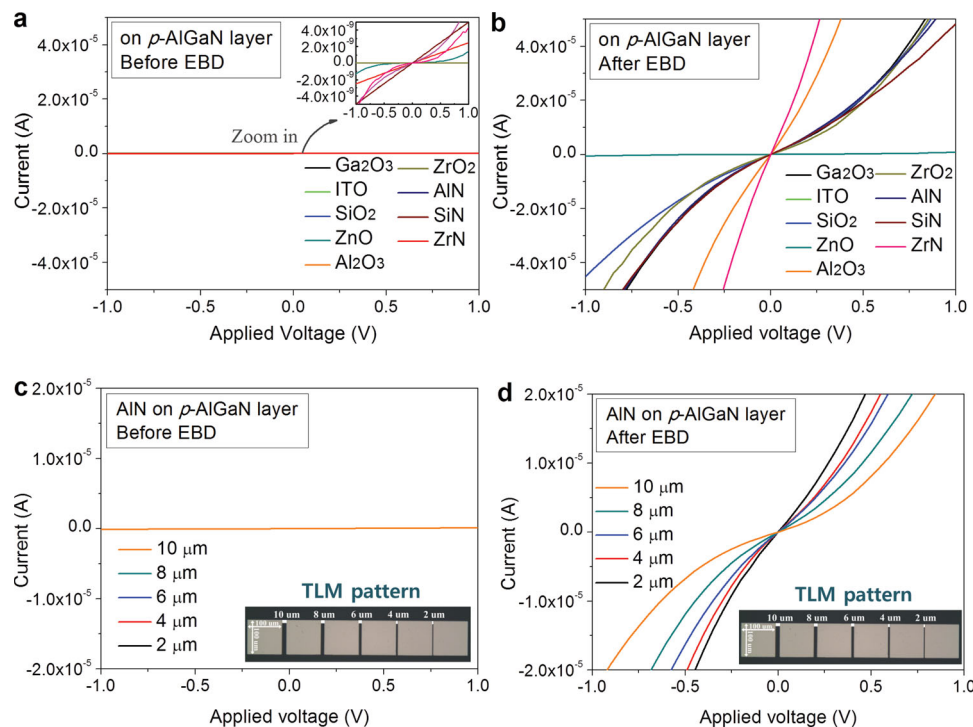 a
on p-AlGaN layer
Before EBD
4.0x10⁻⁵
2.0x10⁻⁵
0.0
-2.0x10⁻⁵
-4.0x10⁻⁵
Current (A)
4.0x10⁻⁹
2.0x10⁻⁹
0.0
-2.0x10⁻⁹
-4.0x10⁻⁹
-1.0 -0.5 0.0 0.5 1.0
Zoom in
Ga2O3 ZrO2
ITO AlN
SiO2 SiN
ZnO ZrN
Al2O3
-1.0 -0.5 0.0 0.5 1.0
Applied Voltage (V)
b
on p-AlGaN layer
After EBD
4.0x10⁻⁵
2.0x10⁻⁵
0.0
-2.0x10⁻⁵
-4.0x10⁻⁵
Current (A)
Ga2O3 ZrO2
ITO AlN
SiO2 SiN
ZnO ZrN
Al2O3
-1.0 -0.5 0.0 0.5 1.0
Applied voltage (V)
c
AlN on p-AlGaN layer
Before EBD
2.0x10⁻⁵
1.0x10⁻⁵
0.0
-1.0x10⁻⁵
-2.0x10⁻⁵
Current (A)
10 μm
8 μm
6 μm
4 μm
2 μm
TLM pattern
10 um 8 um 6 um 4 um 2 um
100 um
100 um
-1.0 -0.5 0.0 0.5 1.0
Applied voltage (V)
d
AlN on p-AlGaN layer
After EBD
2.0x10⁻⁵
1.0x10⁻⁵
0.0
-1.0x10⁻⁵
-2.0x10⁻⁵
Current (A)
10 μm
8 μm
6 μm
4 μm
2 μm
TLM pattern
10 um 8 um 6 um 4 um 2 um
100 um
100 um
-1.0 -0.5 0.0 0.5 1.0
Applied voltage (V)